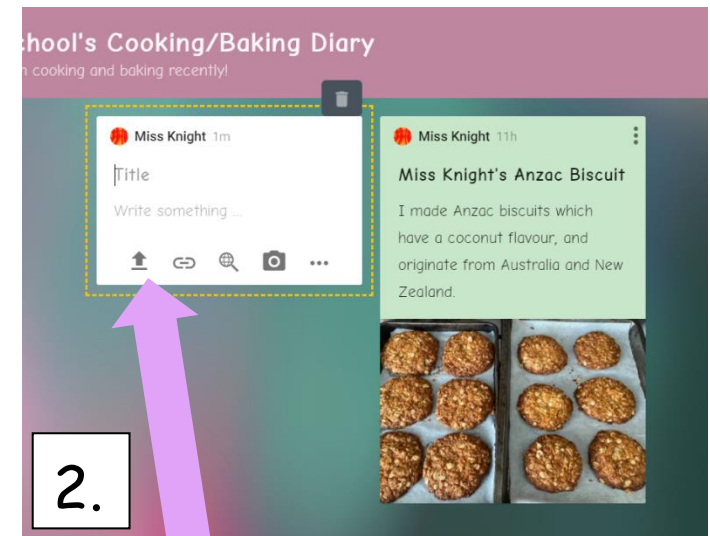 chool's Cooking/Baking Diary
n cooking and baking recently!
Miss Knight 1m
Title
Write something ...
Miss Knight 11h
Miss Knight's Anzac Biscuit
I made Anzac biscuits which
have a coconut flavour, and
originate from Australia and New
Zealand.
2.